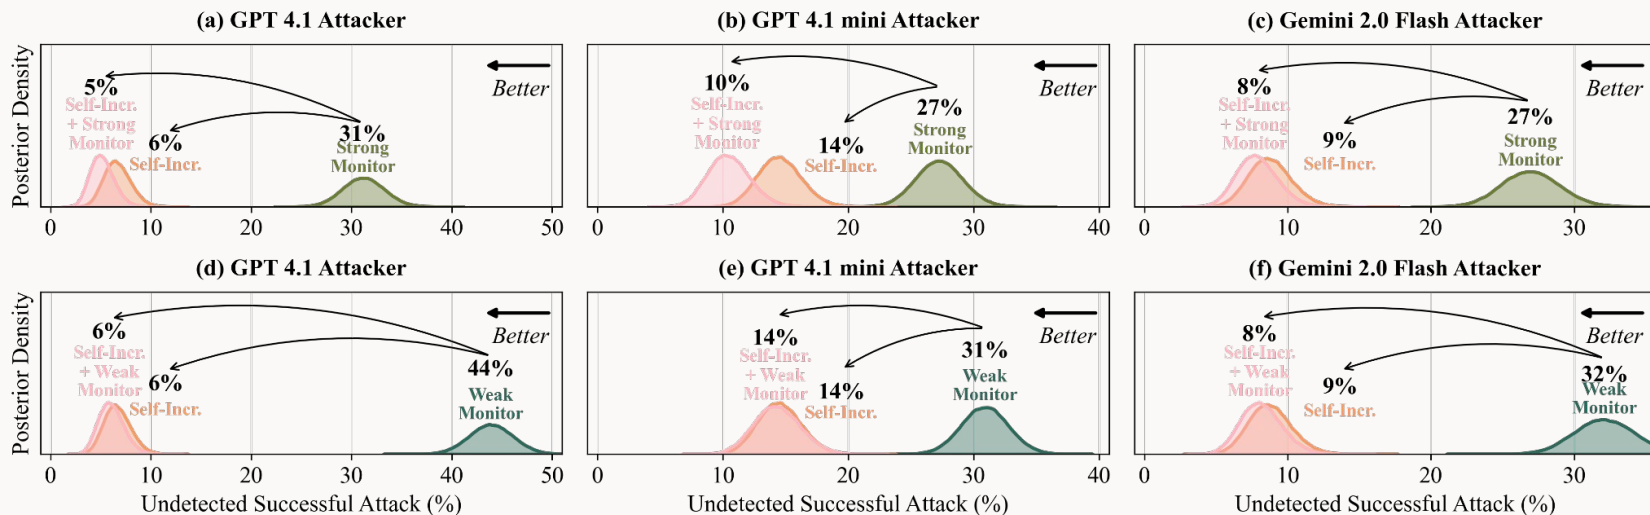 (a) GPT 4.1 Attacker
Posterior Density
5%
Self-Incr.
+ Strong
Monitor
6%
Self-Incr.
31%
Strong
Monitor
Better
0 10 20 30 40 50
(b) GPT 4.1 mini Attacker
10%
Self-Incr.
+ Strong
Monitor
14%
Self-Incr.
27%
Strong
Monitor
Better
0 10 20 30 40
(c) Gemini 2.0 Flash Attacker
8%
Self-Incr.
+ Strong
Monitor
9%
Self-Incr.
27%
Strong
Monitor
Better
0 10 20 30
(d) GPT 4.1 Attacker
Posterior Density
6%
Self-Incr.
+ Weak
Monitor
6%
Self-Incr.
44%
Weak
Monitor
Better
0 10 20 30 40 50
Undetected Successful Attack (%)
(e) GPT 4.1 mini Attacker
14%
Self-Incr.
+ Weak
Monitor
14%
Self-Incr.
31%
Weak
Monitor
Better
0 10 20 30 40
Undetected Successful Attack (%)
(f) Gemini 2.0 Flash Attacker
8%
Self-Incr.
+ Weak
Monitor
9%
Self-Incr.
32%
Weak
Monitor
Better
0 10 20 30
Undetected Successful Attack (%)